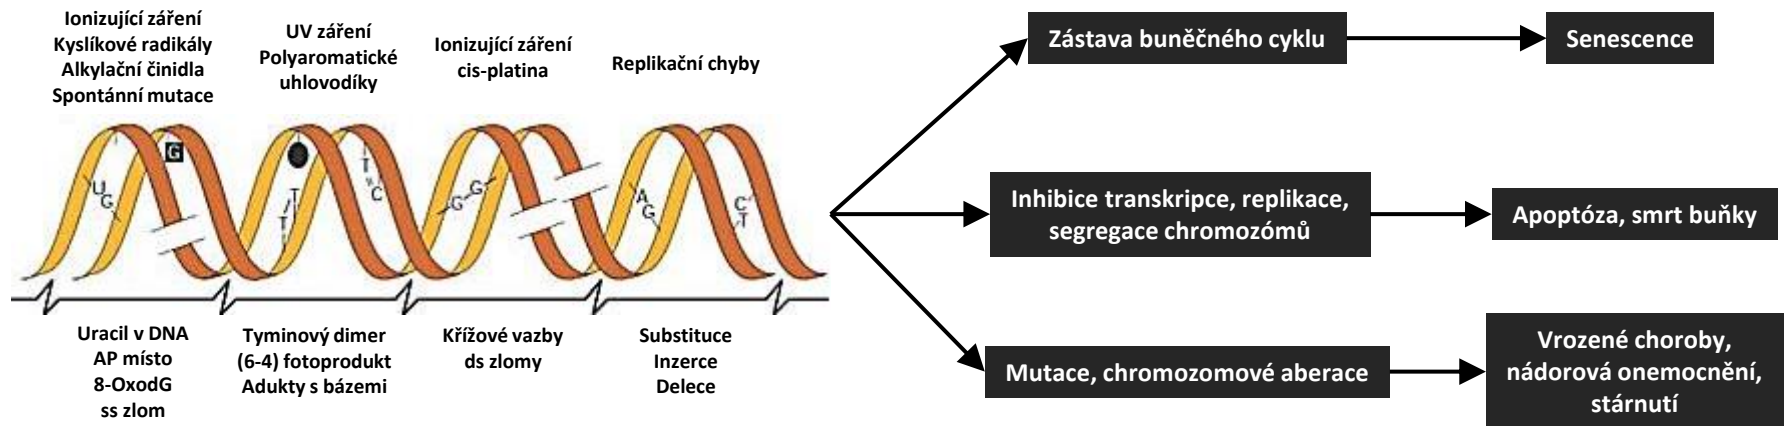 Ionizující záření
Kyslíkové radikály
Alkylační činidla
Spontánní mutace
UV záření
Polyaromatické
uhlovodíky
Ionizující záření
cis-platina
Replikační chyby
G
U
G
T
T
T
C
G
G
A
G
C
T
Uracil v DNA
AP místo
8-OxodG
ss zlom
Tyminový dimer
(6-4) fotoprodukt
Adukty s bázemi
Křížové vazby
ds zlomy
Substituce
Inzerce
Delece
Zástava buněčného cyklu
Senescence
Inhibice transkripce, replikace,
segregace chromozómů
Apoptóza, smrt buňky
Mutace, chromozomové aberace
Vrozené choroby,
nádorová onemocnění,
stárnutí